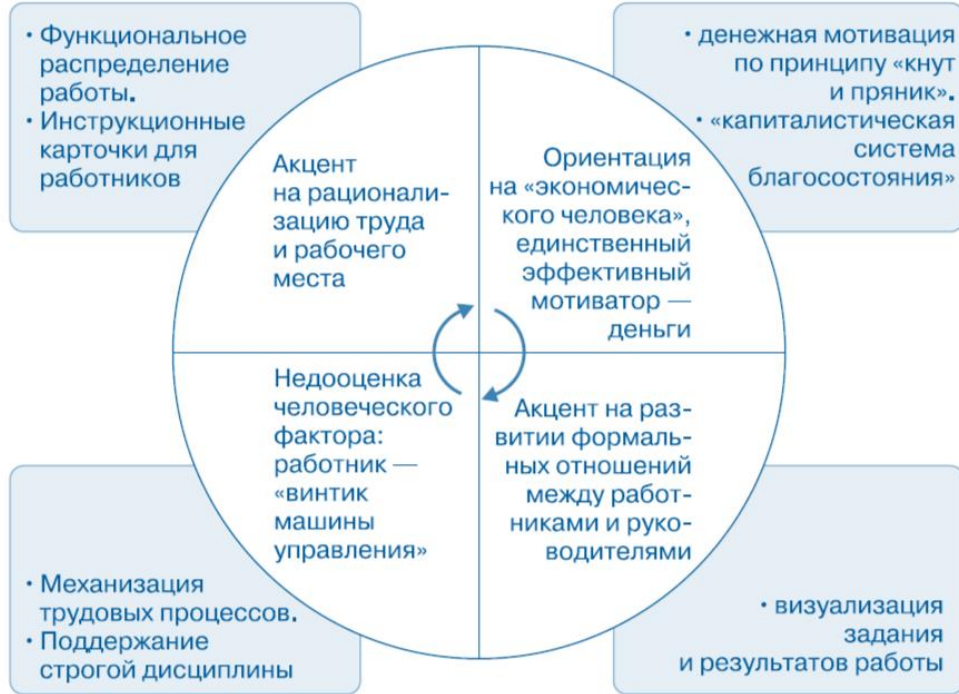 • Функциональное
распределение
работы.
• Инструкционные
карточки для
работников
• денежная мотивация
по принципу «кнут
и пряник».
• «капиталистическая
система
благосостояния»
Акцент
на рационали-
зацию труда
и рабочего
места
Ориентация
на «экономичес-
кого человека»,
единственный
эффективный
мотиватор —
деньги
Недооценка
человеческого
фактора:
работник —
«винтик
машины
управления»
Акцент на раз-
витии формаль-
ных отношений
между работ-
никами и руко-
водителями
• Механизация
трудовых процессов.
• Поддержание
строгой дисциплины
• визуализация
задания
и результатов работы